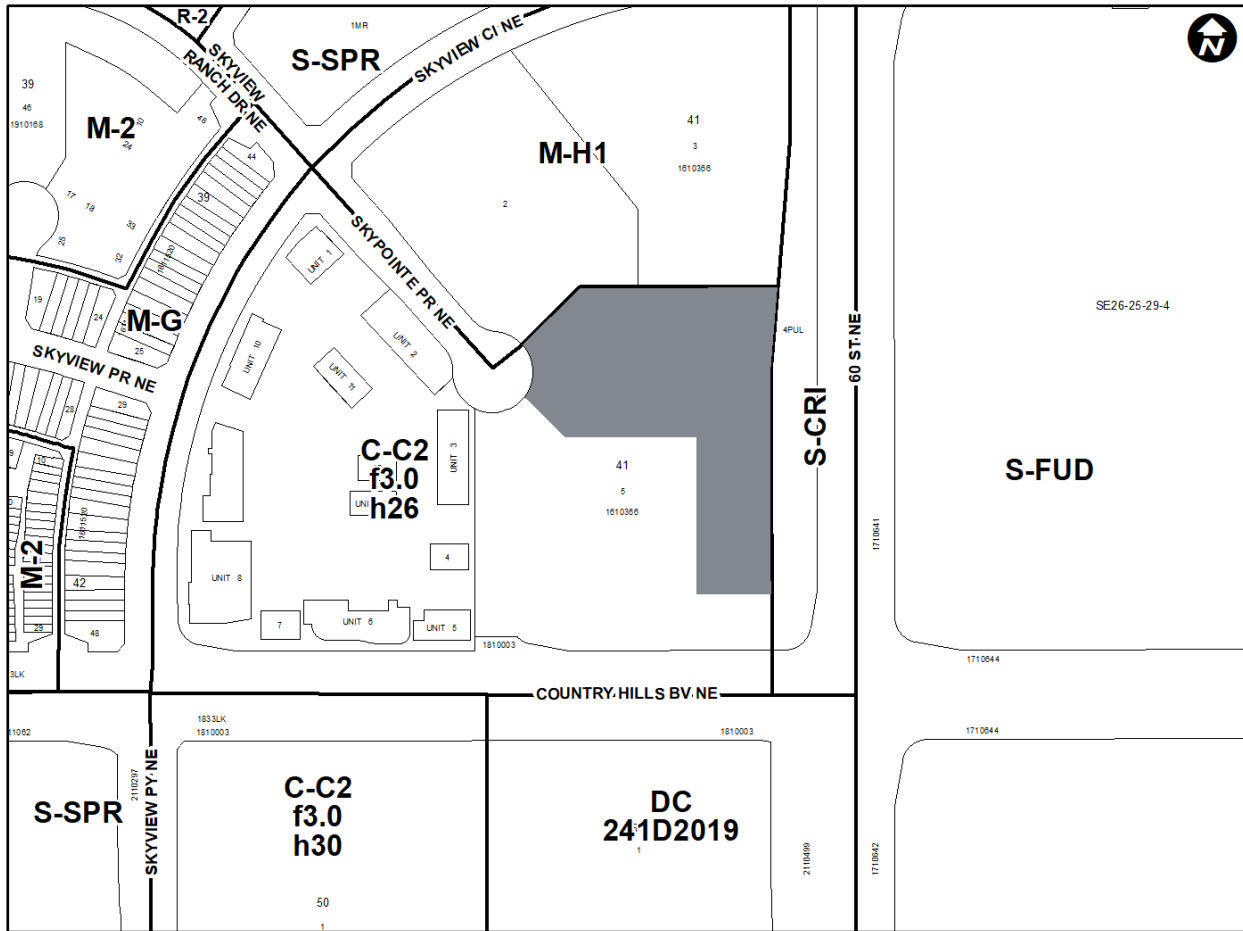 R-2
1MR
S-SPR
SKYVIEW CI NE
N
SKYVIEW
RANCH DR NE
39
46
1910168
M-2
10
24
48
17
18
33
25
32
44
39
1611520
41
3
1610366
M-H1
2
SKYPOINTE PR NE
UNIT 1
UNIT 2
UNIT 10
UNIT 11
UNIT 3
19
24
M-G
25
SKYVIEW PR NE
28
29
4PUL
S-CRI
60 ST NE
SE26-25-29-4
S-FUD
C-C2
f3.0
h26
41
5
1610366
10
M-2
1611520
42
29
48
UNIT 8
4
7
UNIT 6
UNIT 5
1810003
1710641
1710644
3LK
COUNTRY HILLS BV NE
11062
1833LK
1810003
1810003
1710644
2110297
S-SPR
SKYVIEW PY NE
C-C2
f3.0
h30
DC
241D2019
1
2110499
1710642
50
1